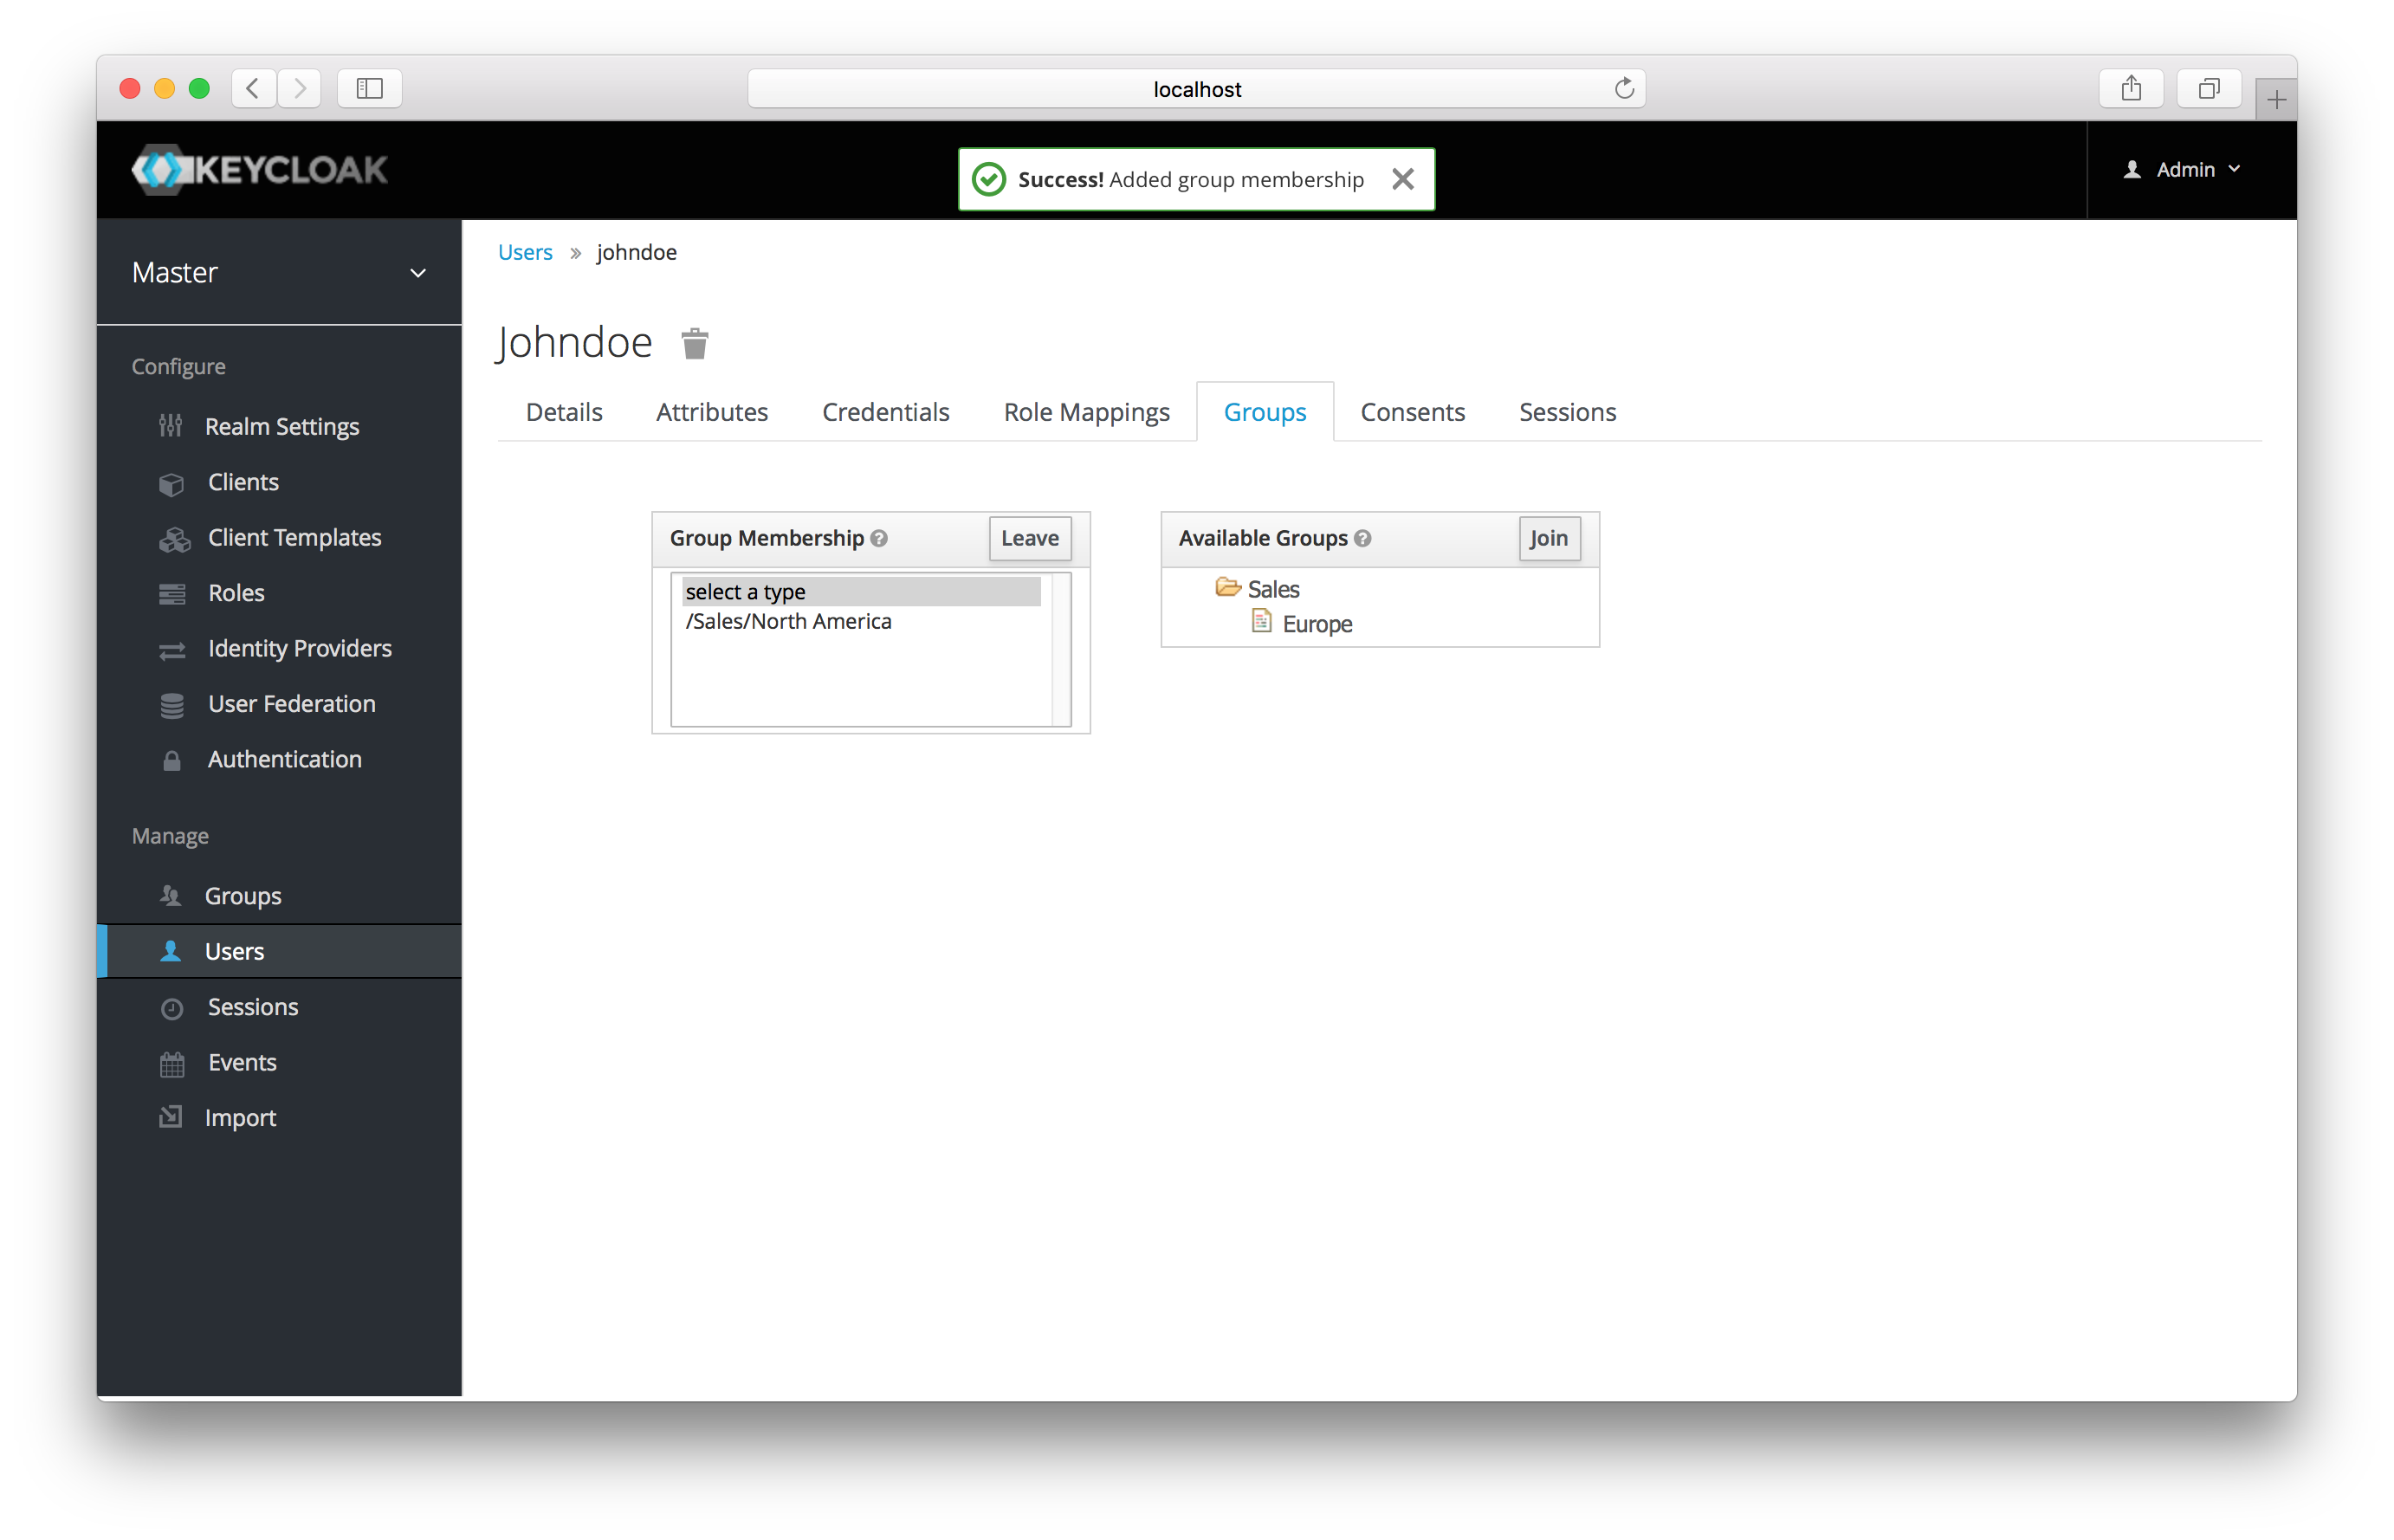 localhost
KEYCLOAK
Success! Added group membership
Admin
Master
Users » johndoe
Johndoe
Configure
Realm Settings
Clients
Client Templates
Roles
Identity Providers
User Federation
Authentication
Manage
Groups
Users
Sessions
Events
Import
Details Attributes Credentials Role Mappings Groups Consents Sessions
Group Membership Leave
select a type
/Sales/North America
Available Groups Join
Sales
Europe